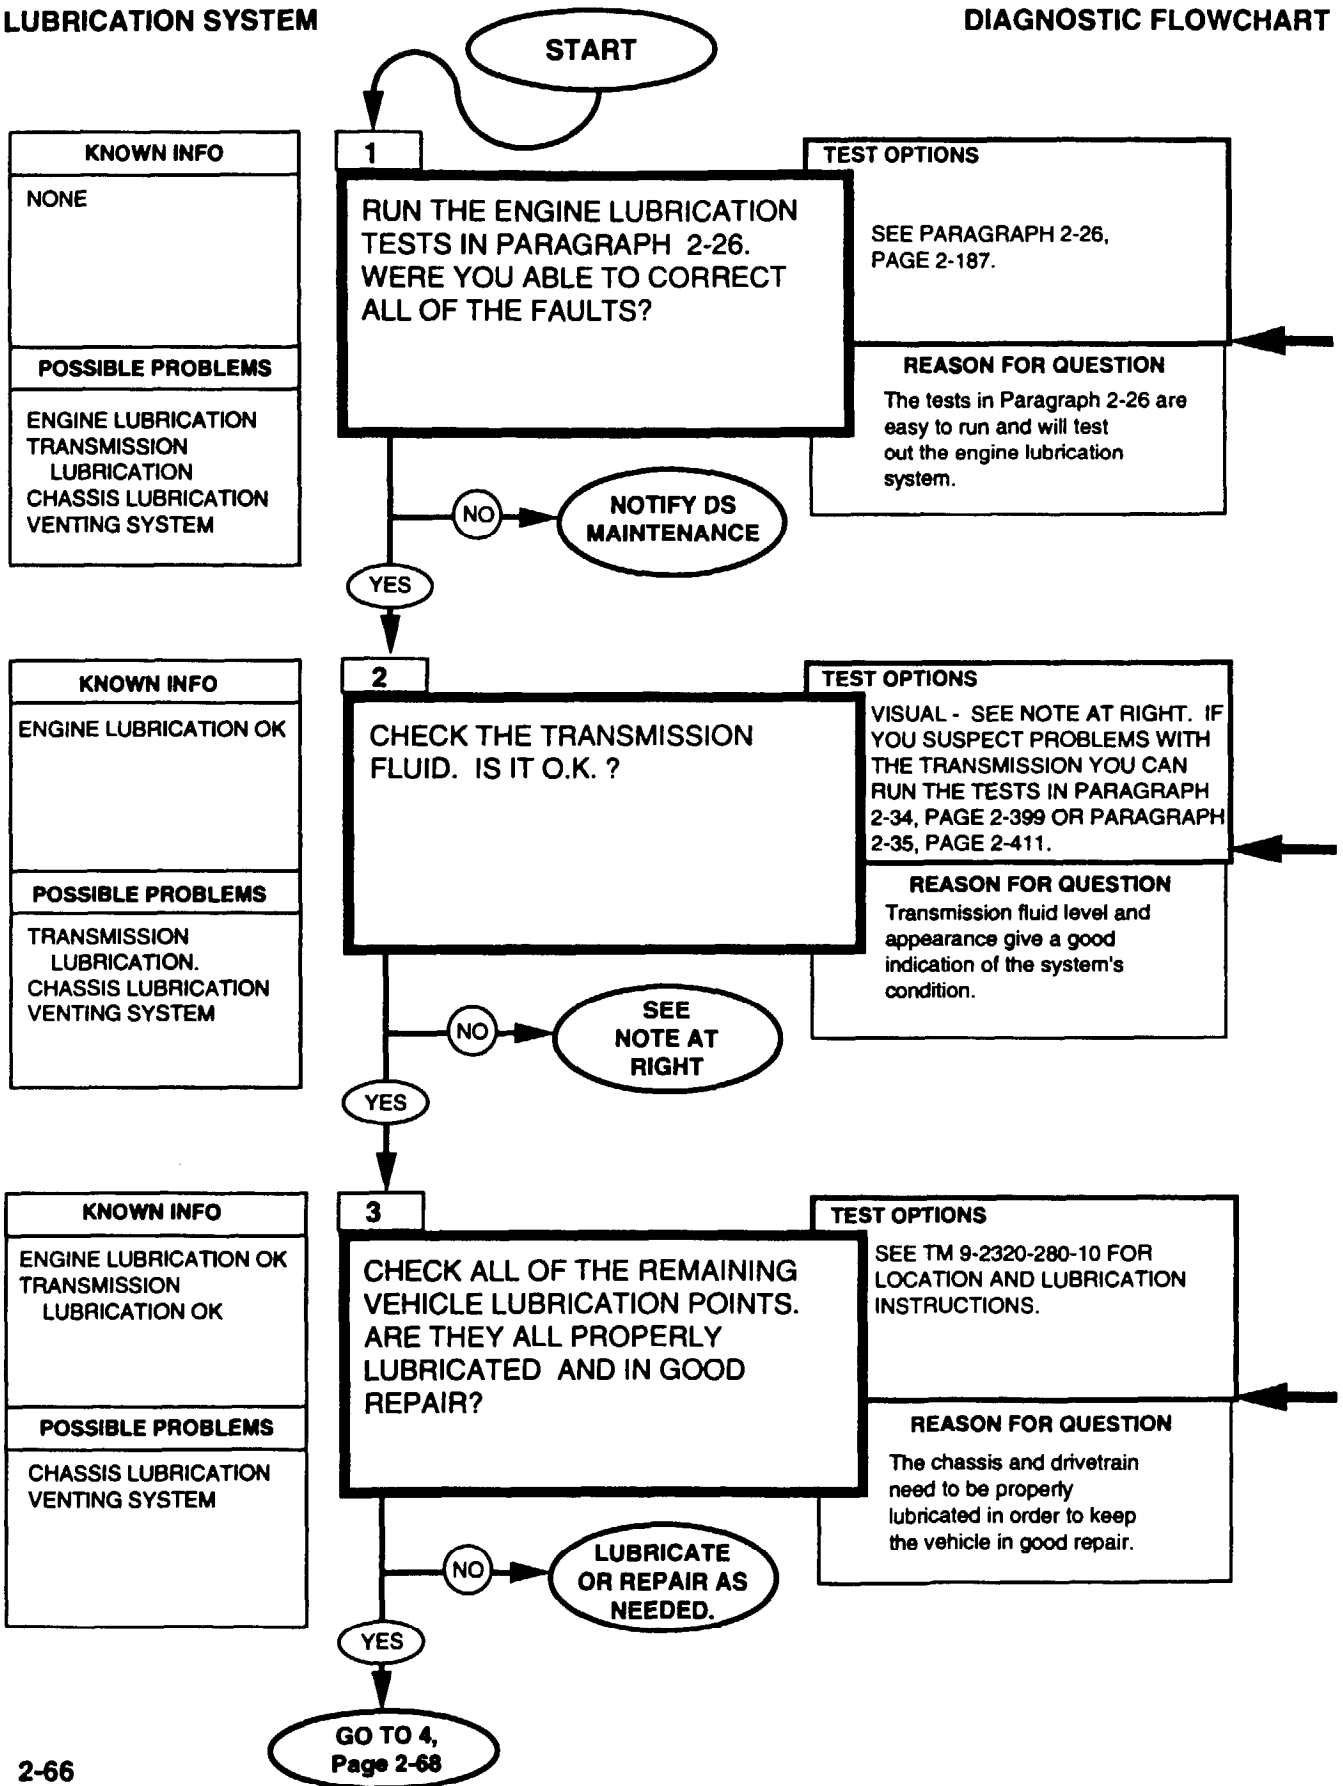 LUBRICATION SYSTEM
DIAGNOSTIC FLOWCHART
START
KNOWN INFO
NONE
POSSIBLE PROBLEMS
ENGINE LUBRICATION
TRANSMISSION
LUBRICATION
CHASSIS LUBRICATION
VENTING SYSTEM
1
RUN THE ENGINE LUBRICATION
TESTS IN PARAGRAPH 2-26.
WERE YOU ABLE TO CORRECT
ALL OF THE FAULTS?
TEST OPTIONS
SEE PARAGRAPH 2-26,
PAGE 2-187.
REASON FOR QUESTION
The tests in Paragraph 2-26 are
easy to run and will test
out the engine lubrication
system.
NO
NOTIFY DS
MAINTENANCE
YES
KNOWN INFO
ENGINE LUBRICATION OK
POSSIBLE PROBLEMS
TRANSMISSION
LUBRICATION.
CHASSIS LUBRICATION
VENTING SYSTEM
2
CHECK THE TRANSMISSION
FLUID. IS IT O.K. ?
TEST OPTIONS
VISUAL - SEE NOTE AT RIGHT. IF
YOU SUSPECT PROBLEMS WITH
THE TRANSMISSION YOU CAN
RUN THE TESTS IN PARAGRAPH
2-34, PAGE 2-399 OR PARAGRAPH
2-35, PAGE 2-411.
REASON FOR QUESTION
Transmission fluid level and
appearance give a good
indication of the system's
condition.
NO
SEE
NOTE AT
RIGHT
YES
KNOWN INFO
ENGINE LUBRICATION OK
TRANSMISSION
LUBRICATION OK
POSSIBLE PROBLEMS
CHASSIS LUBRICATION
VENTING SYSTEM
3
CHECK ALL OF THE REMAINING
VEHICLE LUBRICATION POINTS.
ARE THEY ALL PROPERLY
LUBRICATED AND IN GOOD
REPAIR?
TEST OPTIONS
SEE TM 9-2320-280-10 FOR
LOCATION AND LUBRICATION
INSTRUCTIONS.
REASON FOR QUESTION
The chassis and drivetrain
need to be properly
lubricated in order to keep
the vehicle in good repair.
NO
LUBRICATE
OR REPAIR AS
NEEDED.
YES
GO TO 4,
Page 2-68
2-66